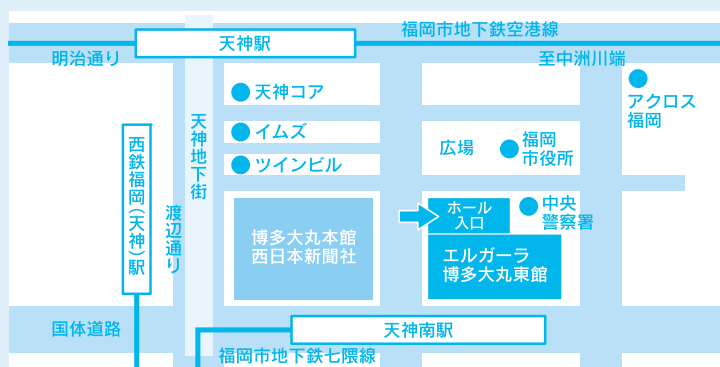 福岡市地下鉄空港線
天神駅
明治通り
至中洲川端
天神コア
アクロス
福岡
イムズ
福岡
市役所
広場
ツインビル
天神地下街
西鉄福岡(天神)駅
渡辺通り
ホール
入口
中央
警察署
博多大丸本館
西日本新聞社
エルガーラ
博多大丸東館
国体道路
天神南駅
福岡市地下鉄七隈線